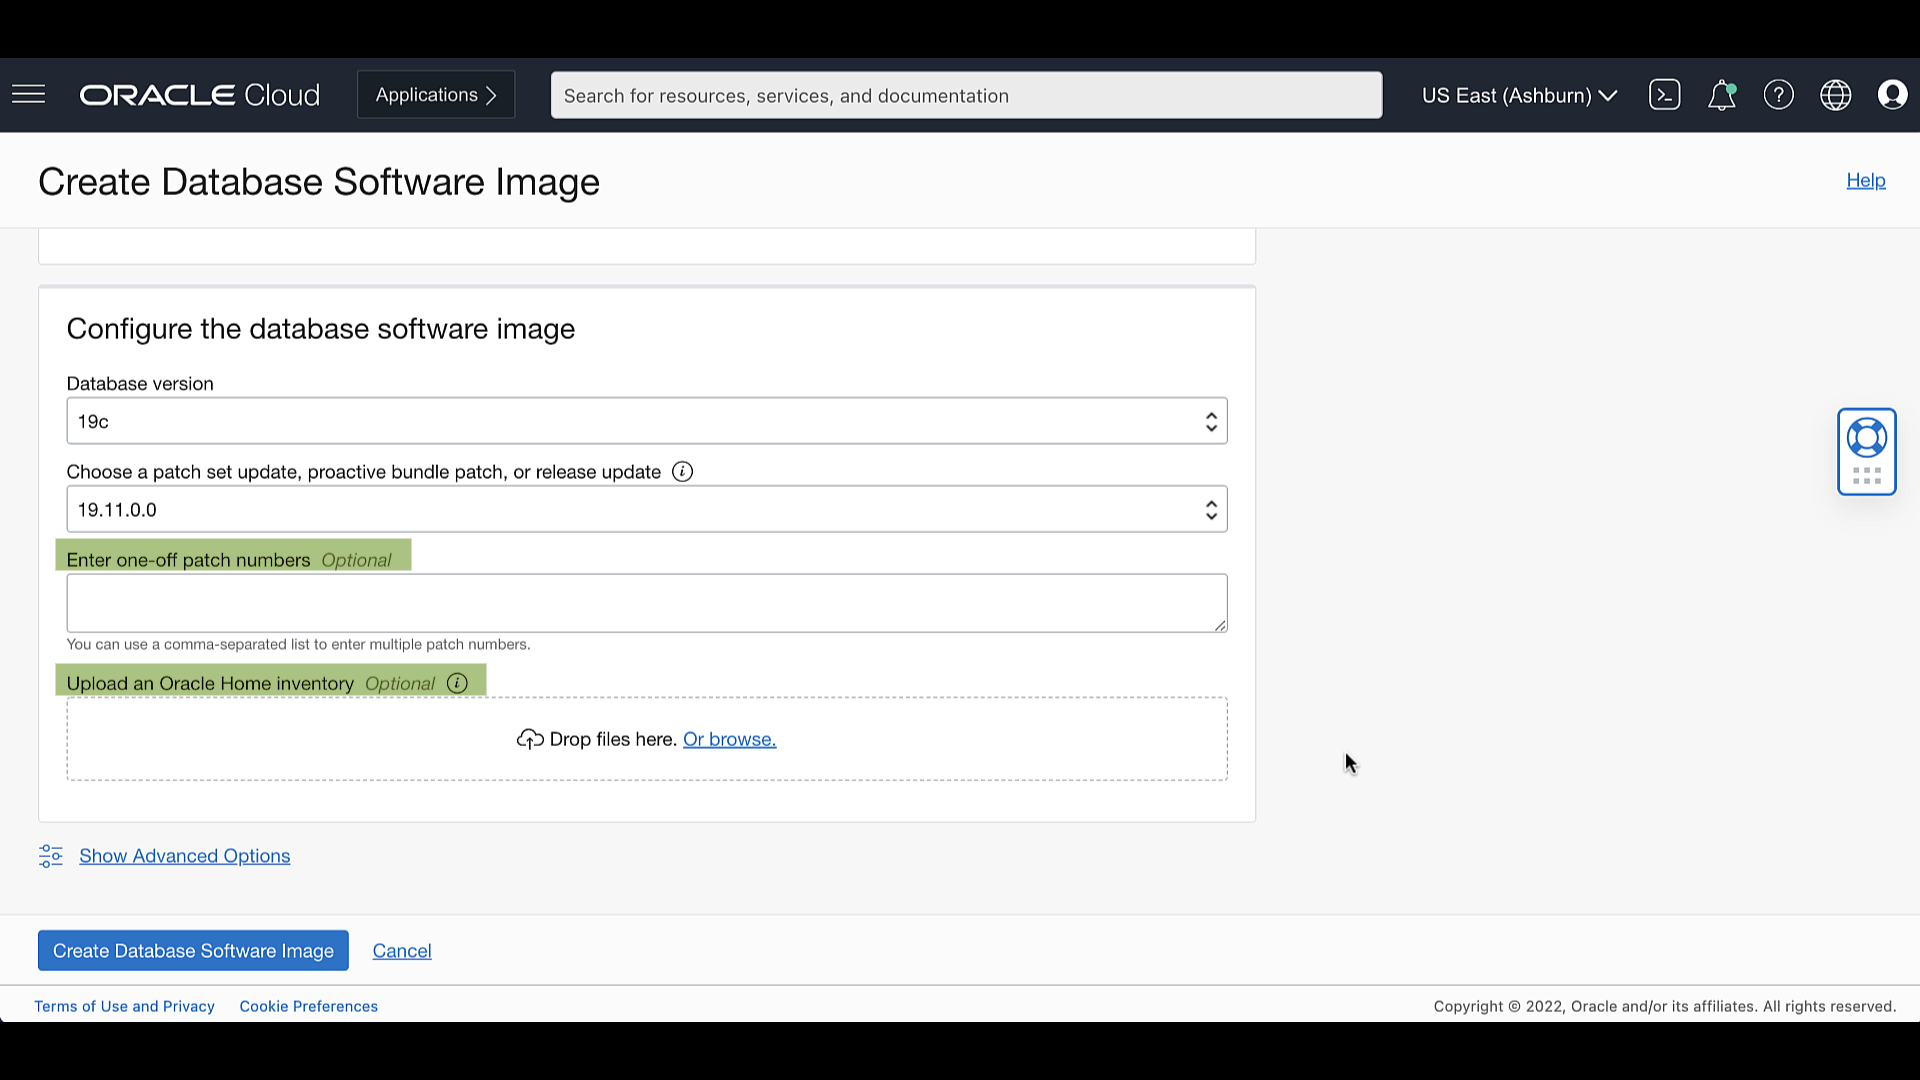 ORACLE Cloud
Applications
Search for resources, services, and documentation
US East (Ashburn)
Create Database Software Image
Help
Configure the database software image
Database version
19c
Choose a patch set update, proactive bundle patch, or release update
19.11.0.0
Enter one-off patch numbers Optional
You can use a comma-separated list to enter multiple patch numbers.
Upload an Oracle Home inventory Optional
Drop files here. Or browse.
Show Advanced Options
Create Database Software Image
Cancel
Terms of Use and Privacy
Cookie Preferences
Copyright © 2022, Oracle and/or its affiliates. All rights reserved.